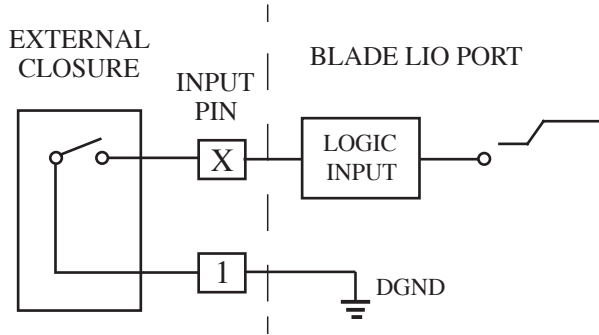 EXTERNAL
CLOSURE
INPUT
PIN
BLADE LIO PORT
X
LOGIC
INPUT
1
DGND